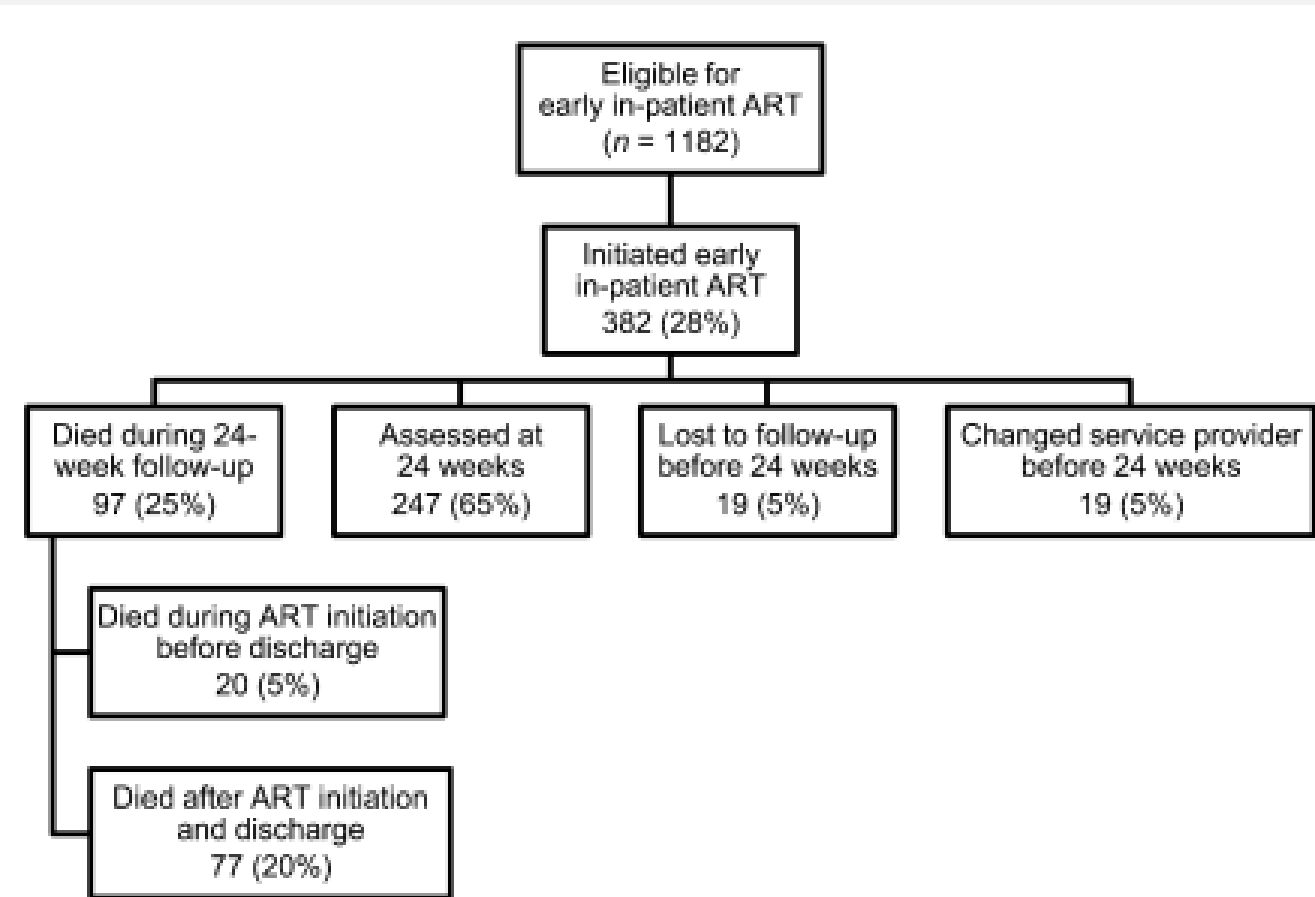 Eligible for
early in-patient ART
(n = 1182)
Initiated early
in-patient ART
382 (28%)
Died during 24-
week follow-up
97 (25%)
Assessed at
24 weeks
247 (65%)
Lost to follow-up
before 24 weeks
19 (5%)
Changed service provider
before 24 weeks
19 (5%)
Died during ART initiation
before discharge
20 (5%)
Died after ART initiation
and discharge
77 (20%)